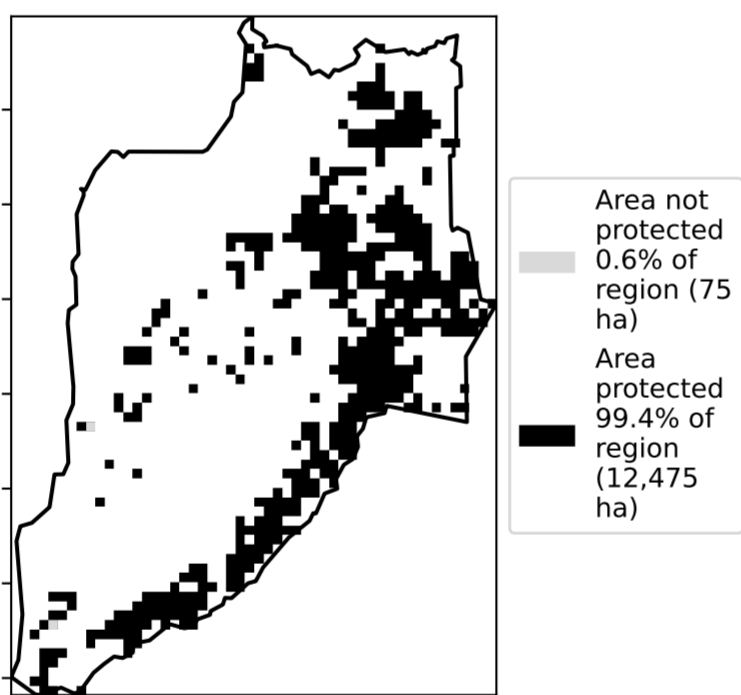 Area not
protected
0.6% of
region (75
ha)
Area
protected
99.4% of
region
(12,475
ha)